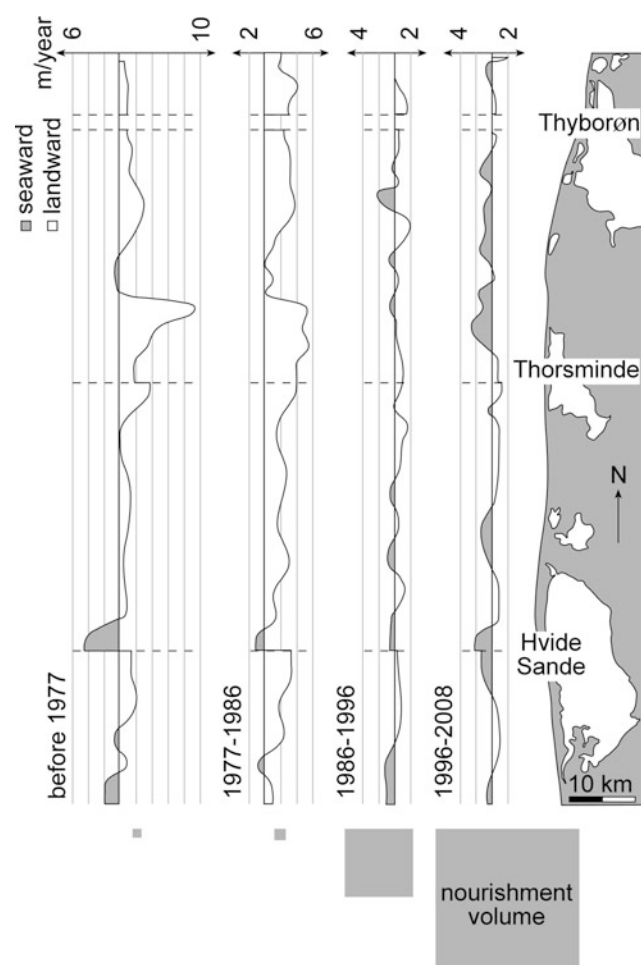 m/year
6
10
2
6
4
2
4
2
seaward
landward
before 1977
1977-1986
1986-1996
1996-2008
Thyborøn
Thorsminde
N
Hvide
Sande
10 km
nourishment
volume